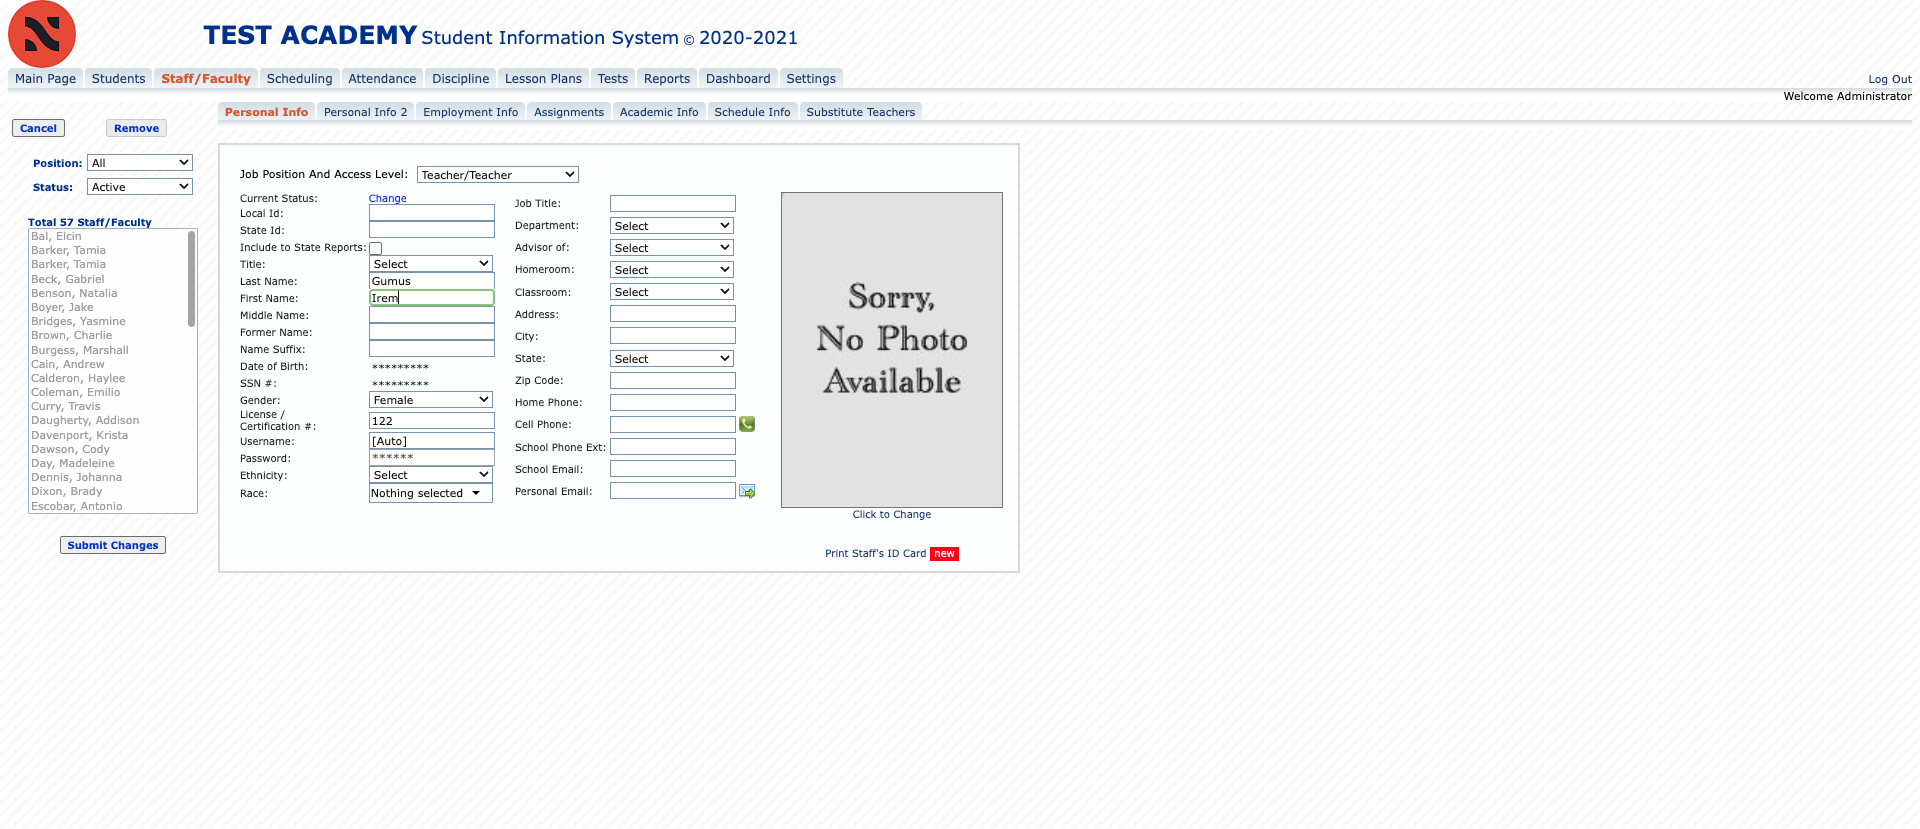 TEST ACADEMY Student Information System © 2020-2021
Main Page Students Staff/Faculty Scheduling Attendance Discipline Lesson Plans Tests Reports Dashboard Settings
Log Out
Welcome Administrator
Personal Info Personal Info 2 Employment Info Assignments Academic Info Schedule Info Substitute Teachers
Cancel Remove
Position: All
Status: Active
Total 57 Staff/Faculty
Bal, Elcin
Barker, Tamia
Barker, Tamia
Beck, Gabriel
Benson, Natalia
Boyer, Jake
Bridges, Yasmine
Brown, Charlie
Burgess, Marshall
Cain, Andrew
Calderon, Haylee
Coleman, Emilio
Curry, Travis
Daugherty, Addison
Davenport, Krista
Dawson, Cody
Day, Madeleine
Dennis, Johanna
Dixon, Brady
Escobar, Antonio
Submit Changes
Job Position And Access Level: Teacher/Teacher
Current Status: Change
Local Id:
State Id:
Include to State Reports:
Title: Select
Last Name: Gumus
First Name: Irem
Middle Name:
Former Name:
Name Suffix:
Date of Birth: *********
SSN #: *********
Gender: Female
License /
Certification #: 122
Username: [Auto]
Password: ******
Ethnicity: Select
Race: Nothing selected
Job Title:
Department: Select
Advisor of: Select
Homeroom: Select
Classroom: Select
Address:
City:
State: Select
Zip Code:
Home Phone:
Cell Phone:
School Phone Ext:
School Email:
Personal Email:
Sorry,
No Photo
Available
Click to Change
Print Staff's ID Card new